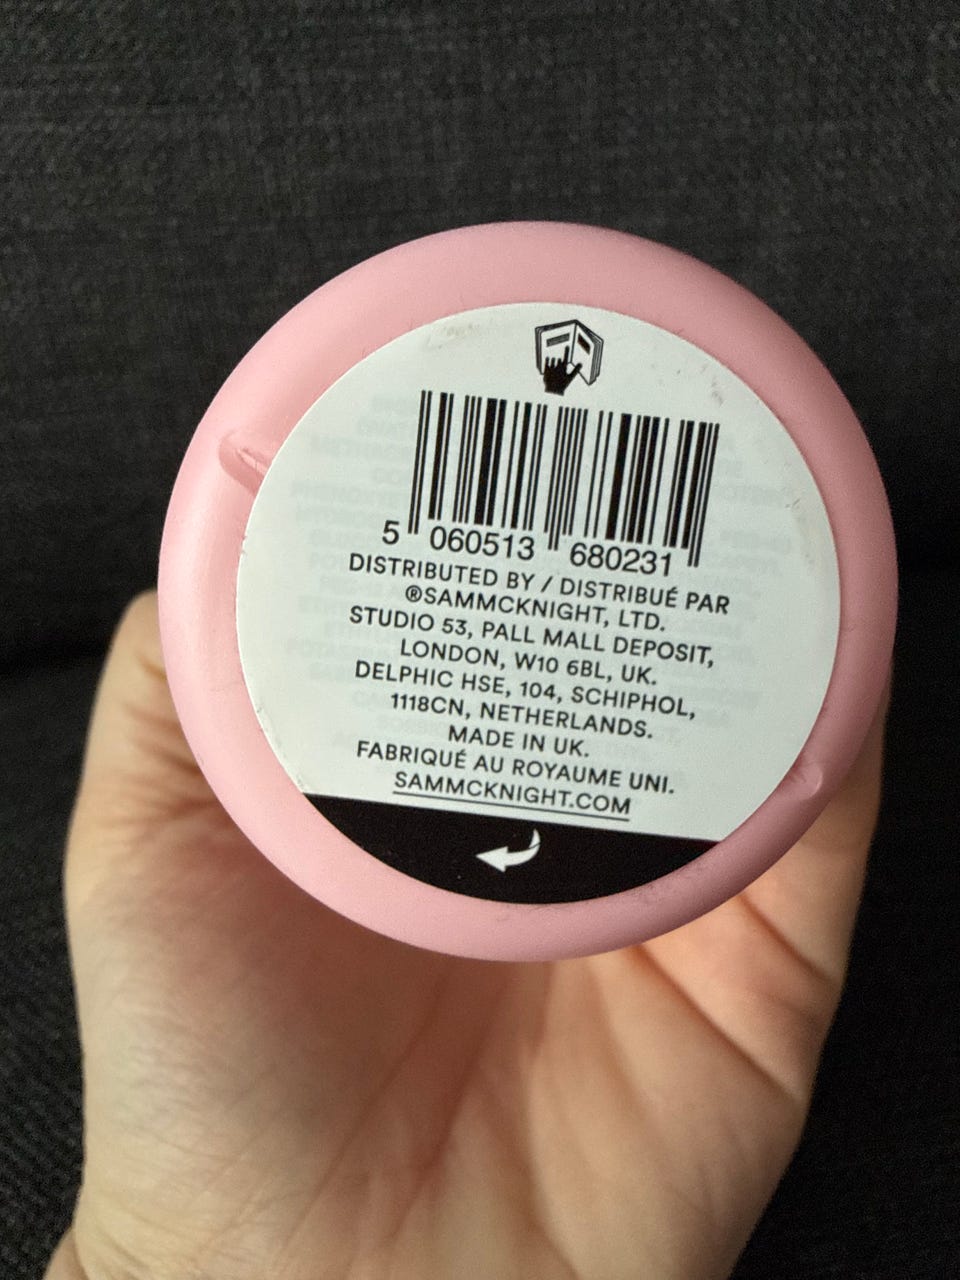 5 060513 680231
DISTRIBUTED BY / DISTRIBUÉ PAR
®SAMMCKNIGHT, LTD.
STUDIO 53, PALL MALL DEPOSIT,
LONDON, W10 6BL, UK.
DELPHIC HSE, 104, SCHIPHOL,
1118CN, NETHERLANDS.
MADE IN UK.
FABRIQUÉ AU ROYAUME UNI.
SAMMCKNIGHT.COM